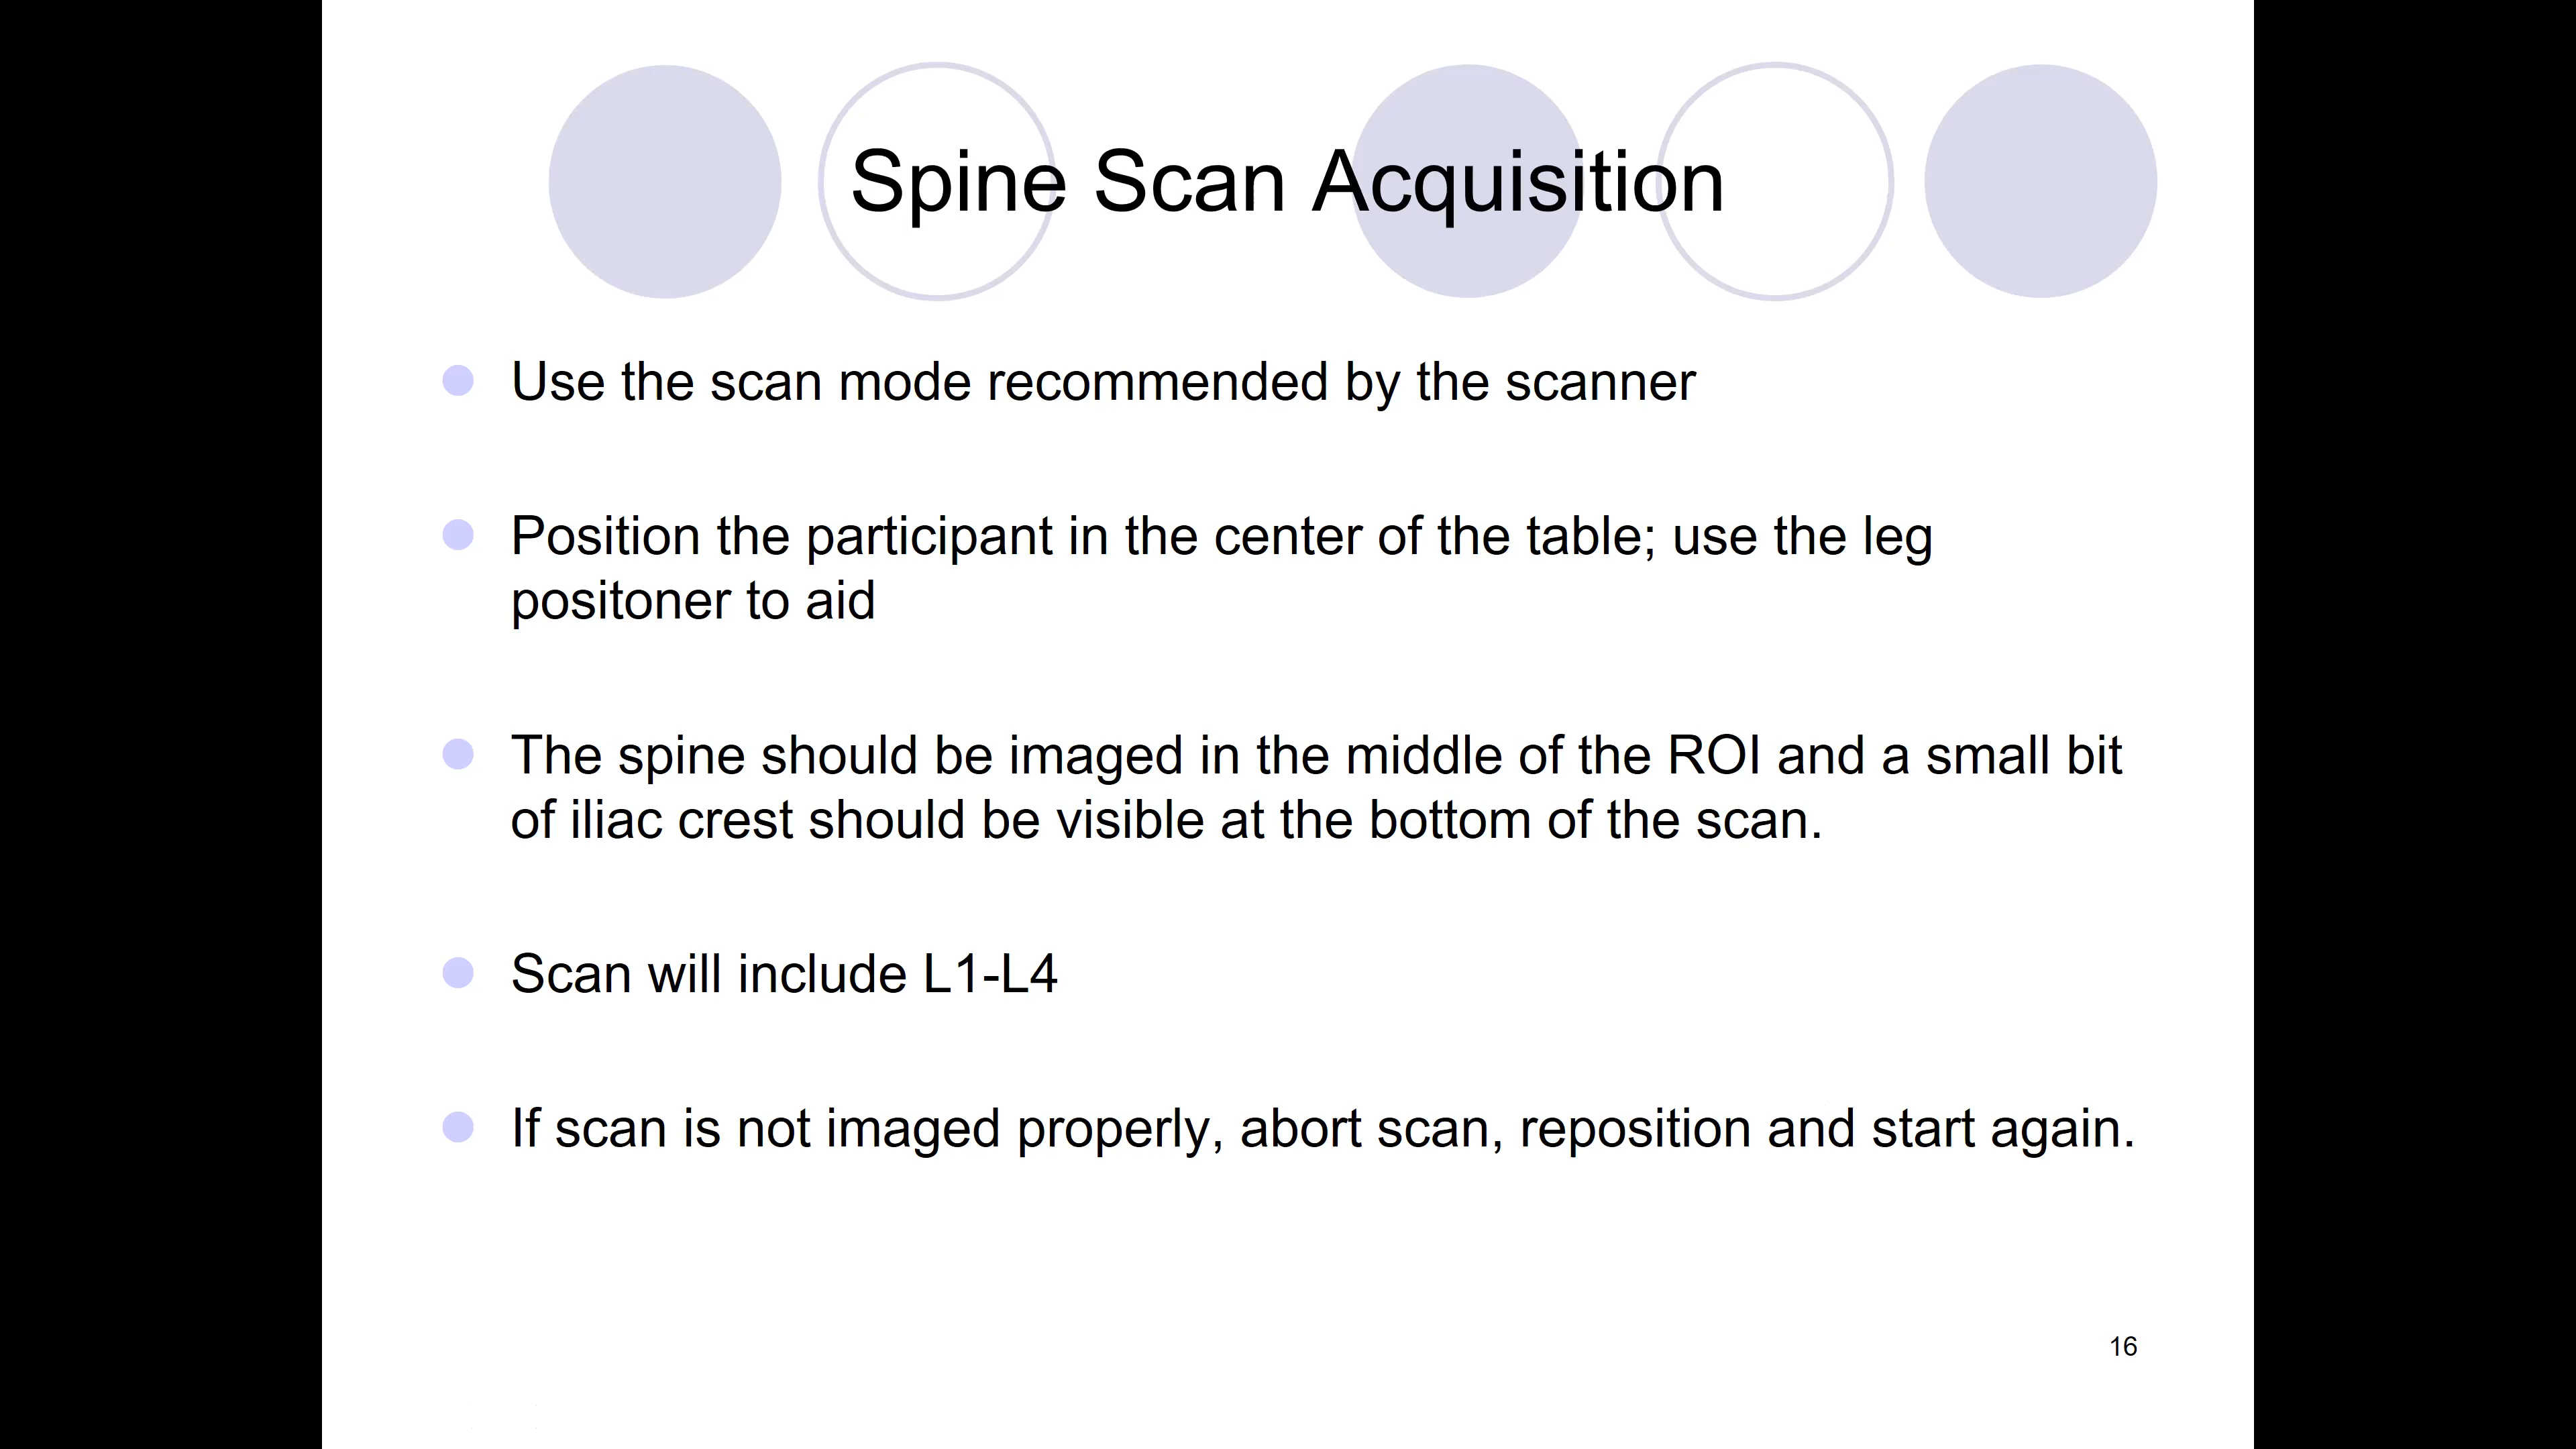 Spine Scan Acquisition
Use the scan mode recommended by the scanner
Position the participant in the center of the table; use the leg
positoner to aid
The spine should be imaged in the middle of the ROI and a small bit
of iliac crest should be visible at the bottom of the scan.
Scan will include L1-L4
If scan is not imaged properly, abort scan, reposition and start again.
16